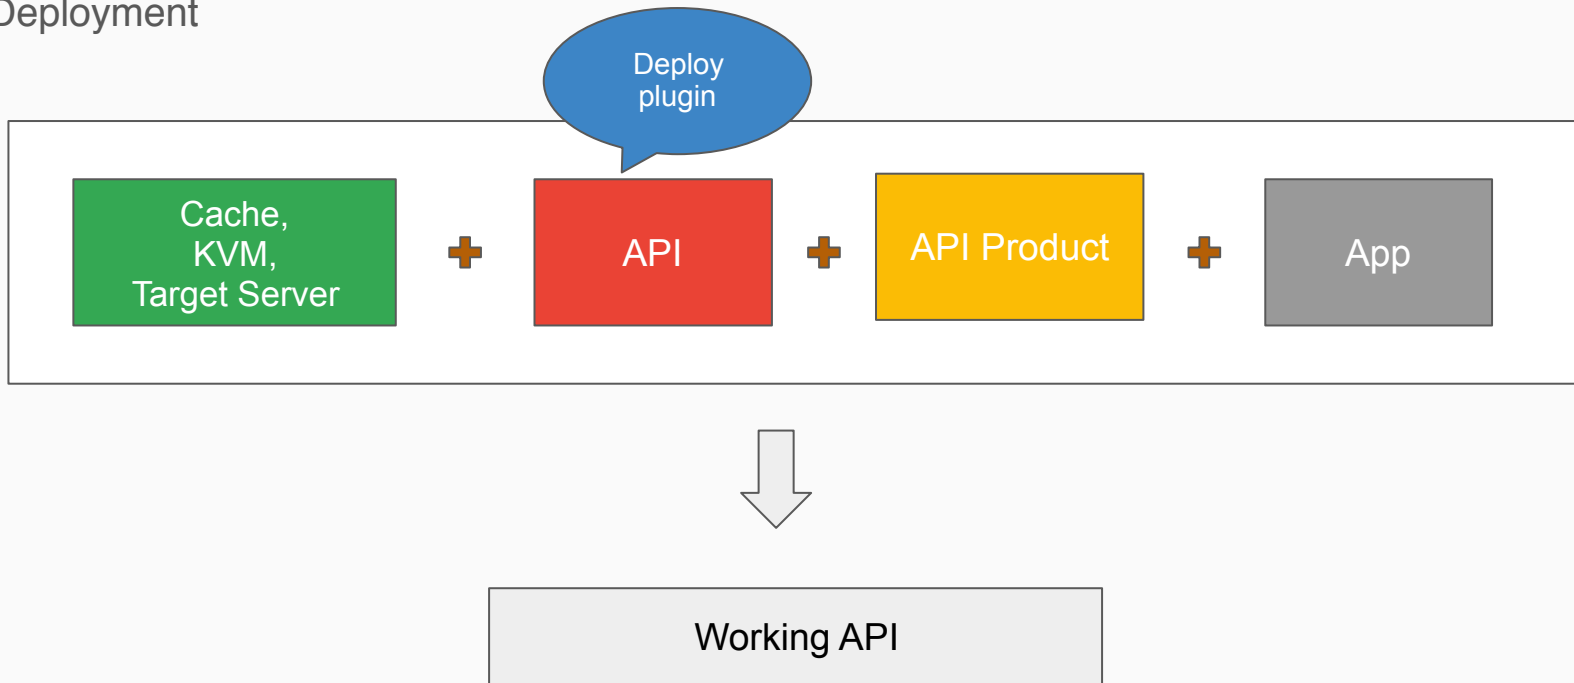 Deployment
Deploy
plugin
Cache,
KVM,
Target Server
API
API Product
App
Working API